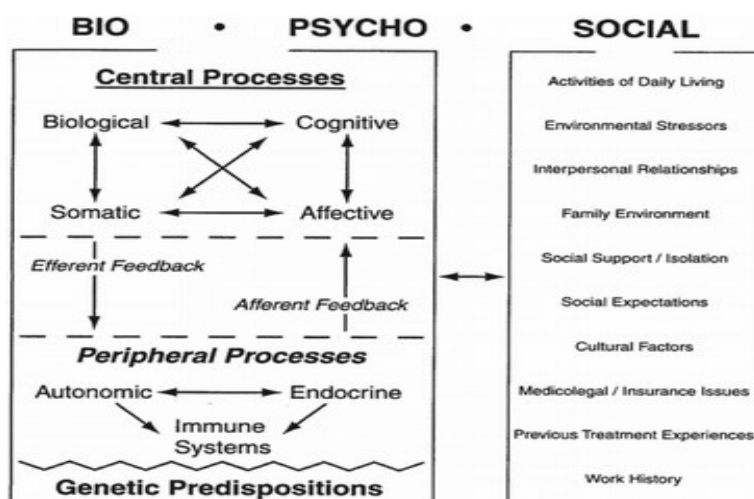 BIO • PSYCHO • SOCIAL
Central Processes
Biological Cognitive
Somatic Affective
Efferent Feedback
Afferent Feedback
Peripheral Processes
Autonomic Endocrine
Immune
Systems
Genetic Predispositions
Activities of Daily Living
Environmental Stressors
Interpersonal Relationships
Family Environment
Social Support / Isolation
Social Expectations
Cultural Factors
Medicolegal / Insurance Issues
Previous Treatment Experiences
Work History